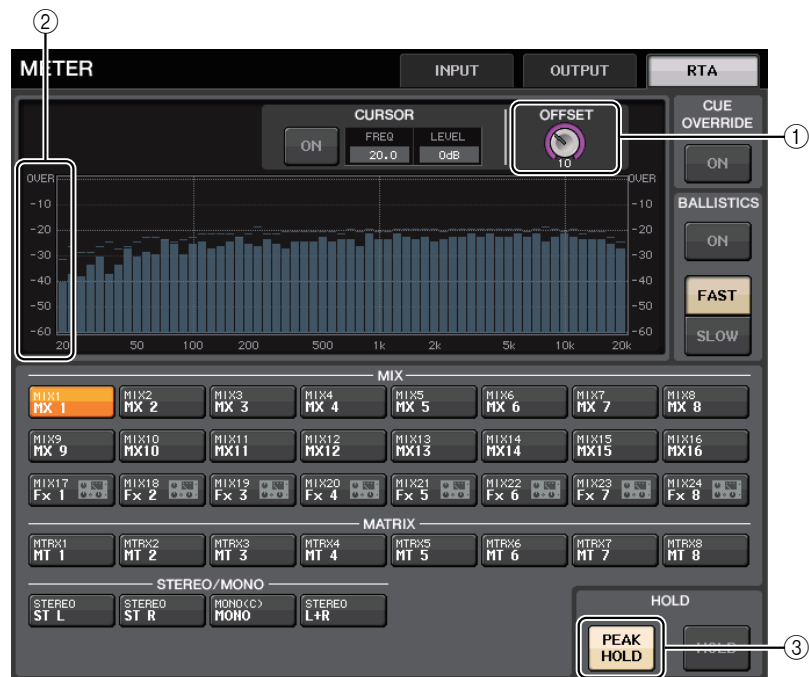 ②
METER INPUT OUTPUT RTA
CURSOR OFFSET CUE OVERRIDE
①
ON FREQ 20.0 LEVEL 0dB 10 ON
OVER OVER
BALLISTICS
-10 -10
-20 -20
ON
-30 -30
-40 -40
FAST
-50 -50
SLOW
-60 -60
20 50 100 200 500 1k 2k 5k 10k 20k
MIX
MIX1 MIX2 MIX3 MIX4 MIX5 MIX6 MIX7 MIX8
MX 1 MX 2 MX 3 MX 4 MX 5 MX 6 MX 7 MX 8
MIX9 MIX10 MIX11 MIX12 MIX13 MIX14 MIX15 MIX16
MX 9 MX10 MX11 MX12 MX13 MX14 MX15 MX16
MIX17 MIX18 MIX19 MIX20 MIX21 MIX22 MIX23 MIX24
Fx 1 Fx 2 Fx 3 Fx 4 Fx 5 Fx 6 Fx 7 Fx 8
MATRIX
MTRX1 MTRX2 MTRX3 MTRX4 MTRX5 MTRX6 MTRX7 MTRX8
MT 1 MT 2 MT 3 MT 4 MT 5 MT 6 MT 7 MT 8
STEREO/MONO
STEREO STEREO MONO(C) STEREO
ST L ST R MONO L+R
HOLD
PEAK HOLD HOLD
③